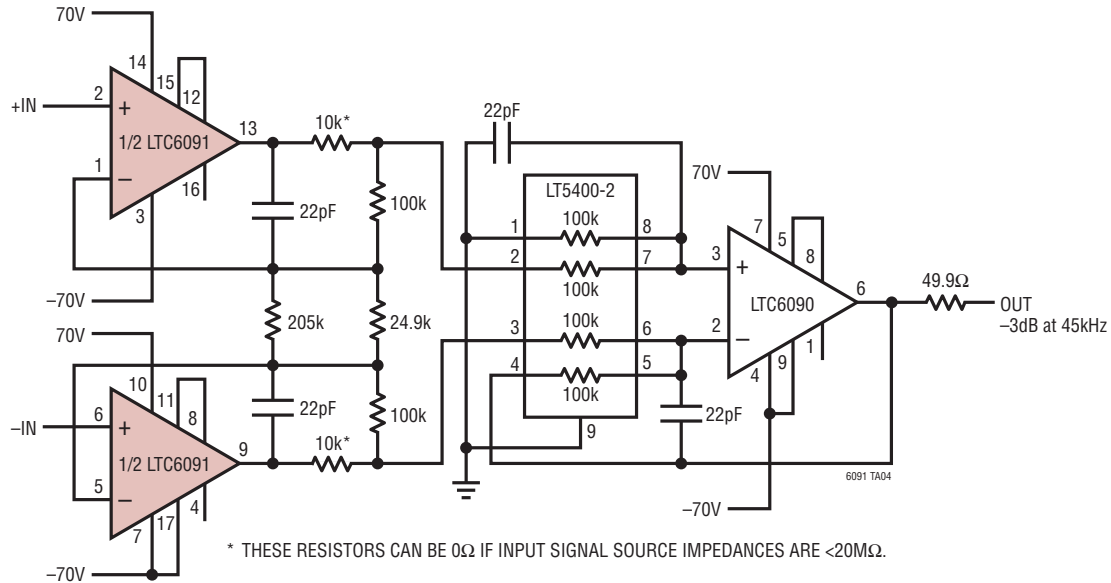 70V
14
15
12
+IN
2
+
1/2 LTC6091
13
10k*
1
–
16
3
22pF
100k
–70V
205k
24.9k
70V
10
11
8
–IN
6
+
1/2 LTC6091
9
10k*
5
–
4
7
17
22pF
100k
–70V
22pF
LT5400-2
1
100k
8
2
100k
7
3
100k
6
4
100k
5
9
22pF
70V
7
5
8
3
+
LTC6090
6
2
–
1
4
9
–70V
49.9Ω
OUT
–3dB at 45kHz
6091 TA04
* THESE RESISTORS CAN BE 0Ω IF INPUT SIGNAL SOURCE IMPEDANCES ARE <20MΩ.